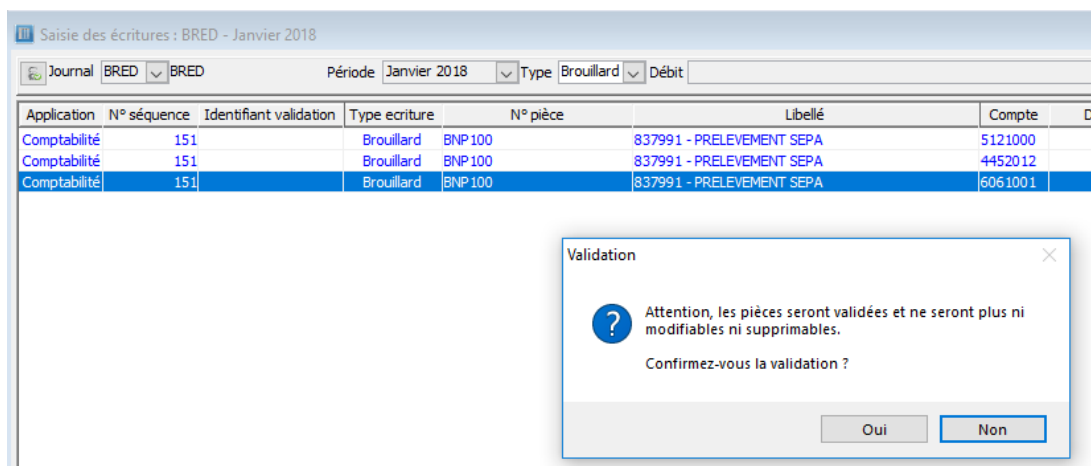 Saisie des écritures : BRED - Janvier 2018
Journal BRED BRED Période Janvier 2018 Type Brouillard Débit
Application N° séquence Identifiant validation Type ecriture N° pièce Libellé Compte D
Comptabilité 151 Brouillard BNP100 837991 - PRELEVEMENT SEPA 5121000
Comptabilité 151 Brouillard BNP100 837991 - PRELEVEMENT SEPA 4452012
Comptabilité 151 Brouillard BNP100 837991 - PRELEVEMENT SEPA 6061001
Validation
Attention, les pièces seront validées et ne seront plus ni
modifiables ni supprimables.
Confirmez-vous la validation ?
Oui Non